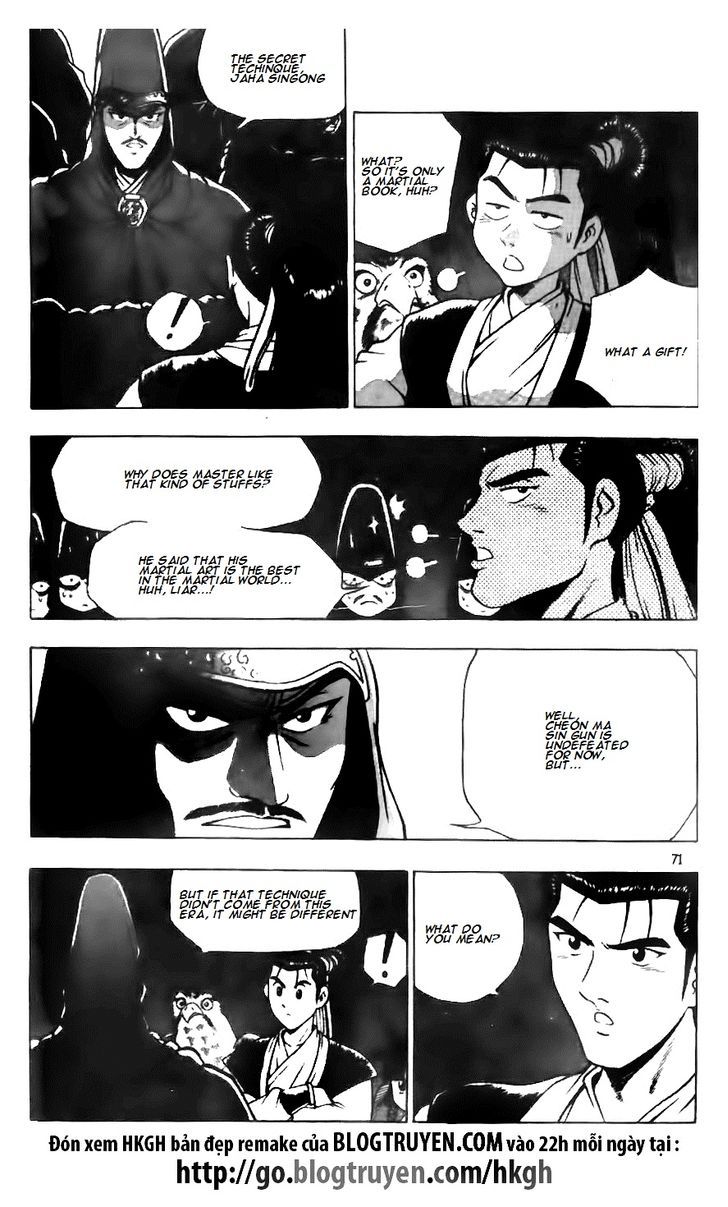 THE SECRET
TECHINQUE,
JAHA SINGONG
!
WHAT?
SO IT'S ONLY
A MARTIAL
BOOK, HUH?
WHAT A GIFT!
WHY DOES MASTER LIKE
THAT KIND OF STUFFS?
HE SAID THAT HIS
MARTIAL ART IS THE BEST
IN THE MARTIAL WORLD...
HUH, LIAR...!
WELL,
CHEON MA
SIN GUN IS
UNDEFEATED
FOR NOW,
BUT...
71
BUT IF THAT TECHNIQUE
DIDN'T COME FROM THIS
ERA, IT MIGHT BE DIFFERENT
!
WHAT DO
YOU MEAN?
Đón xem HKGH bản đẹp remake của BLOGTRUYEN.COM vào 22h mỗi ngày tại :
http://go.blogtruyen.com/hkgh